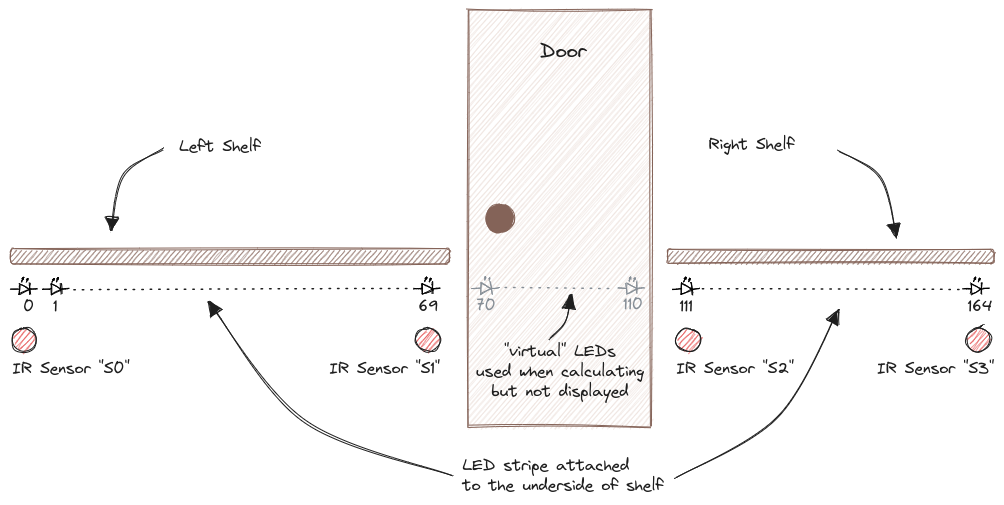 Door
Left Shelf
Right Shelf
0
1
69
70
110
111
164
IR Sensor "S0"
IR Sensor "S1"
"virtual" LEDs
used when calculating
but not displayed
IR Sensor "S2"
IR Sensor "S3"
LED stripe attached
to the underside of shelf